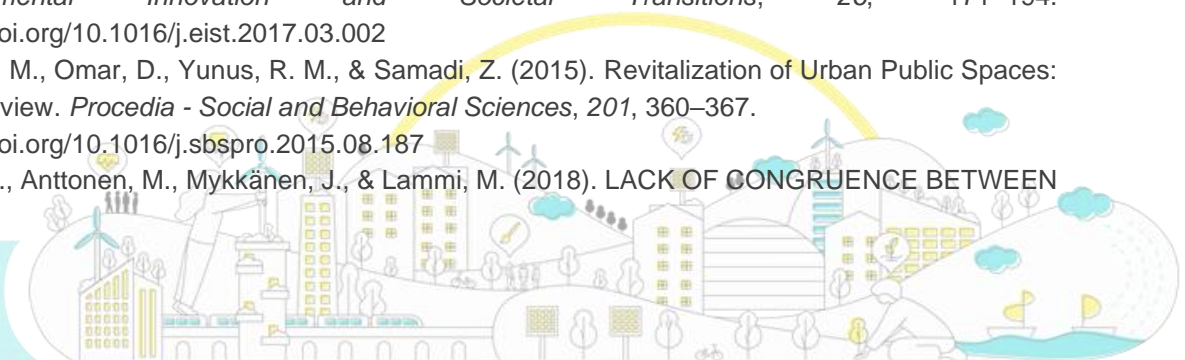 mental Innovation and Societal Transitions, 26, 171–194.
oi.org/10.1016/j.eist.2017.03.002
M., Omar, D., Yunus, R. M., & Samadi, Z. (2015). Revitalization of Urban Public Spaces:
view. Procedia - Social and Behavioral Sciences, 201, 360–367.
oi.org/10.1016/j.sbspro.2015.08.187
., Anttonen, M., Mykkänen, J., & Lammi, M. (2018). LACK OF CONGRUENCE BETWEEN